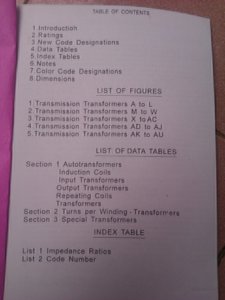 TABLE OF CONTENTS
1 Introduction
2 Ratings
3 New Code Designations
4 Data Tables
5 Index Tables
6 Notes
7 Color Code Designations
8 Dimensions
LIST OF FIGURES
1 Transmission Transformers A to L
2 Transmission Transformers M to W
3 Transmission Transformers X to AC
4 Transmission Transformers AD to AJ
5 Transmission Transformers AK to AU
LIST OF DATA TABLES
Section 1 Autotransformers
Induction Coils
Input Transformers
Output Transformers
Repeating Coils
Transformers
Section 2 Turns per Winding - Transformers
Section 3 Special Transformers
INDEX TABLE
List 1 Impedance Ratios
List 2 Code Number